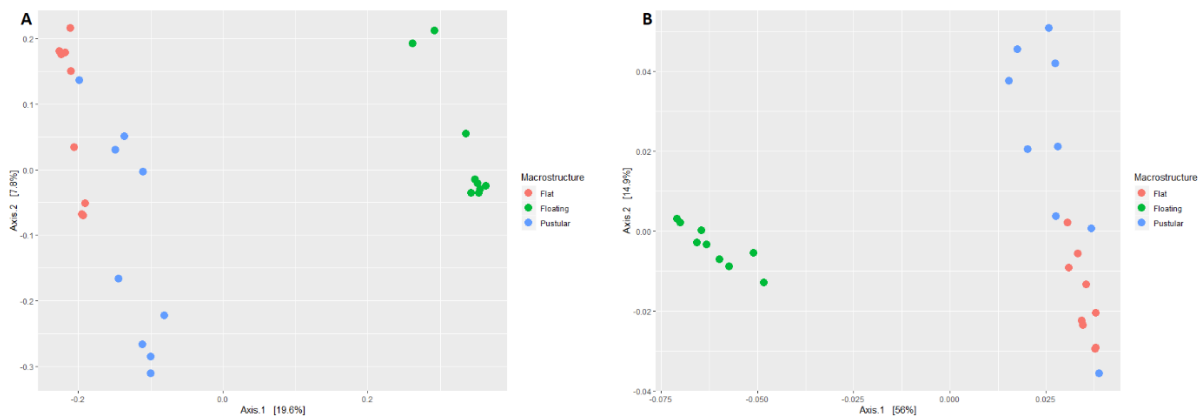 A
0.2
0.1
0.0
-0.1
-0.2
-0.3
Axis.2 [7.8%]
-0.2
0.0
0.2
Axis.1 [19.6%]
Macrostructure
Flat
Floating
Pustular
B
0.04
0.02
0.00
-0.02
-0.04
Axis.2 [14.9%]
-0.075
-0.050
-0.025
0.000
0.025
Axis.1 [56%]
Macrostructure
Flat
Floating
Pustular